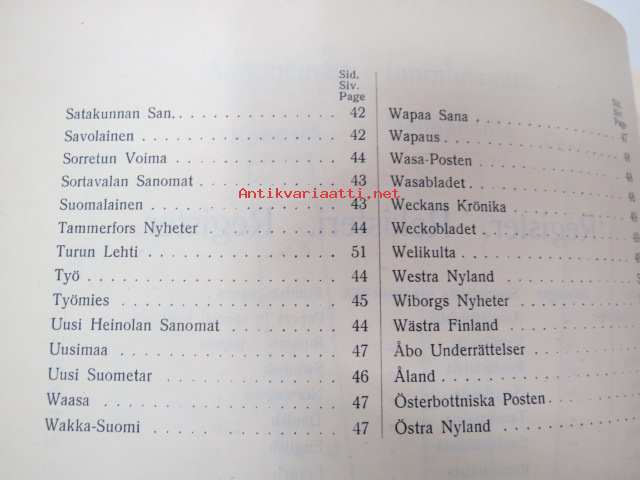 Sid.
Siv.
Page
Satakunnan San. . . . . . . . . . . . . 42
Savolainen . . . . . . . . . . . . . . . 42
Sorretun Voima . . . . . . . . . . . . 44
Sortavalan Sanomat . . . . . . . . . . 43
Suomalainen . . . . . . . . . . . . . . 43
Tammerfors Nyheter . . . . . . . . . . 44
Turun Lehti . . . . . . . . . . . . . . 51
Työ . . . . . . . . . . . . . . . . . . 44
Työmies . . . . . . . . . . . . . . . . 45
Uusi Heinolan Sanomat . . . . . . . . 44
Uusimaa . . . . . . . . . . . . . . . . 47
Uusi Suometar . . . . . . . . . . . . . 46
Waasa . . . . . . . . . . . . . . . . . 47
Wakka-Suomi . . . . . . . . . . . . . . 47
Wapaa Sana . . . . . . . . . .
Wapaus . . . . . . . . . . . .
Wasa-Posten . . . . . . . . . .
Wasabladet . . . . . . . . . .
Weckans Krönika . . . . . . . .
Weckobladet . . . . . . . . . .
Welikulta . . . . . . . . . . .
Westra Nyland . . . . . . . . .
Wiborgs Nyheter . . . . . . . .
Wästra Finland . . . . . . . .
Åbo Underrättelser . . . . . .
Åland . . . . . . . . . . . . .
Österbottniska Posten . . . . .
Östra Nyland . . . . . . . . .
Antikvariaatti.net